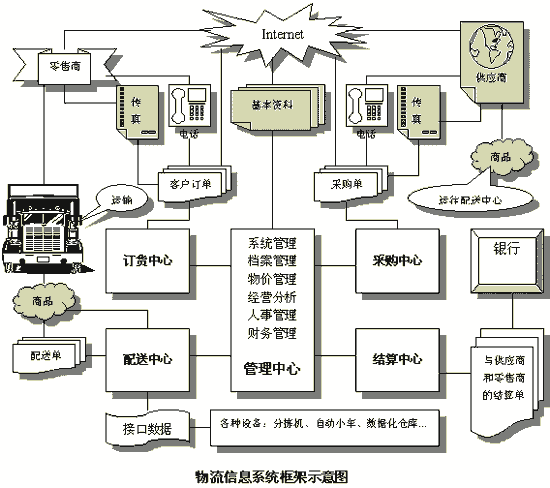 Internet
零售商
供应商
传真
电话
基本资料
电话
传真
商品
客户订单
采购单
运输
运往配送中心
订货中心
系统管理
档案管理
物价管理
经营分析
人事管理
财务管理
管理中心
采购中心
银行
商品
配送单
配送中心
结算中心
与供应商
和零售商
的结算单
接口数据
各种设备：分拣机、自动小车、数据化仓库...
物流信息系统框架示意图